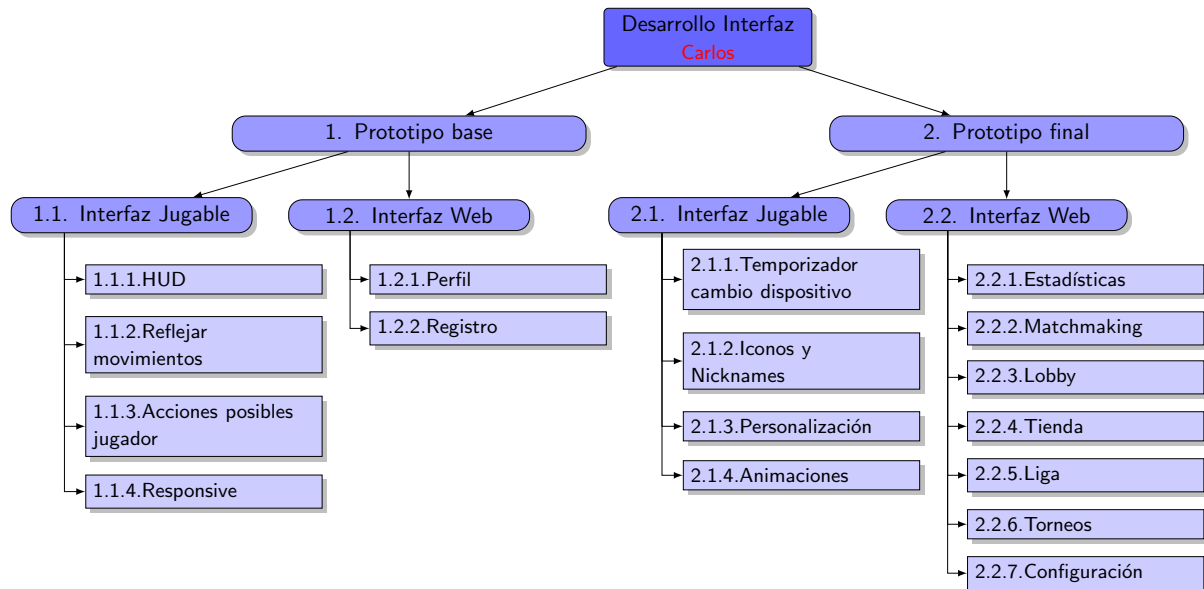 Desarrollo Interfaz
Carlos
1. Prototipo base
2. Prototipo final
1.1. Interfaz Jugable
1.2. Interfaz Web
2.1. Interfaz Jugable
2.2. Interfaz Web
1.1.1.HUD
1.1.2.Reflejar
movimientos
1.1.3.Acciones posibles
jugador
1.1.4.Responsive
1.2.1.Perfil
1.2.2.Registro
2.1.1.Temporizador
cambio dispositivo
2.1.2.Iconos y
Nicknames
2.1.3.Personalización
2.1.4.Animaciones
2.2.1.Estadísticas
2.2.2.Matchmaking
2.2.3.Lobby
2.2.4.Tienda
2.2.5.Liga
2.2.6.Torneos
2.2.7.Configuración